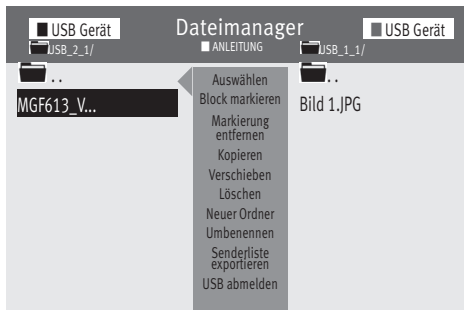 USB Gerät
Dateimanager
USB Gerät
USB_2_1/
ANLEITUNG
USB_1_1/
..
MGF613_V...
Auswählen
Block markieren
Markierung
entfernen
Kopieren
Verschieben
Löschen
Neuer Ordner
Umbenennen
Senderliste
exportieren
USB abmelden
..
Bild 1.JPG